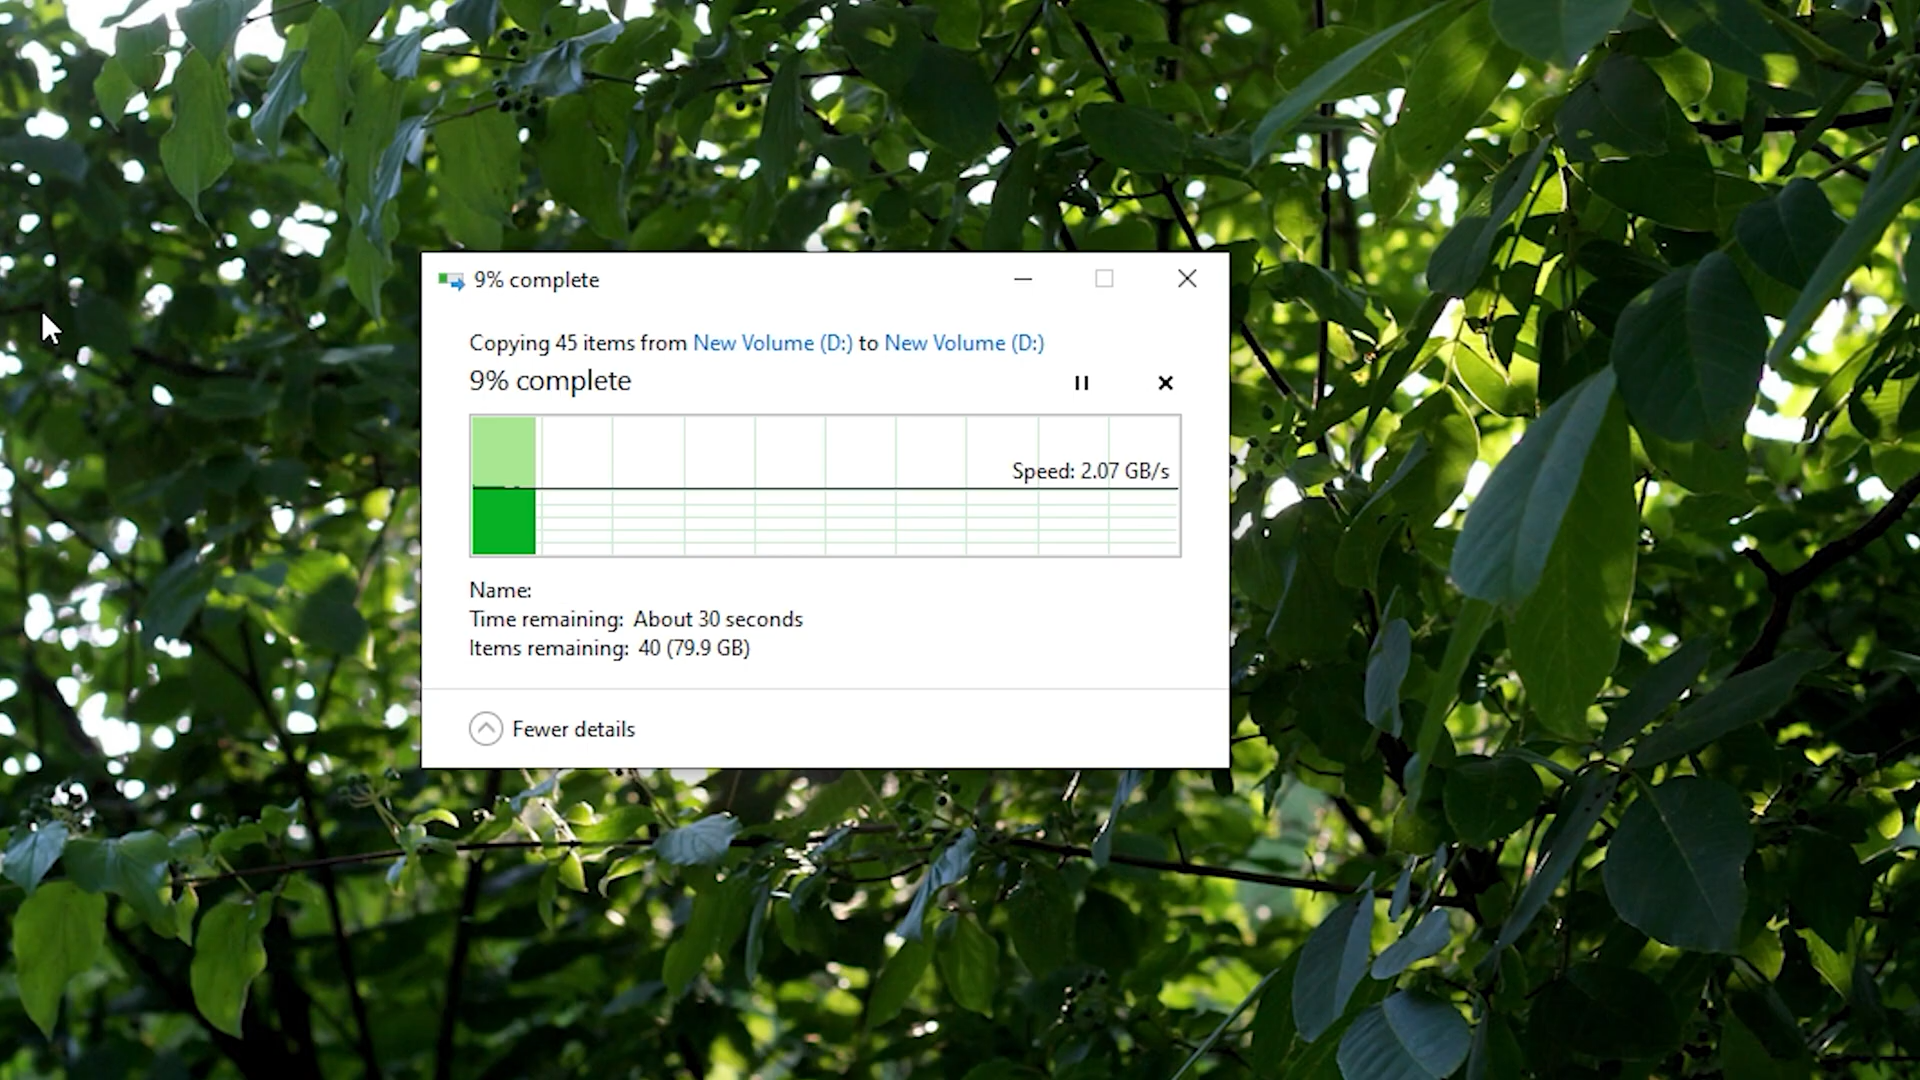 9% complete
Copying 45 items from New Volume (D:) to New Volume (D:)
9% complete
Speed: 2.07 GB/s
Name:
Time remaining: About 30 seconds
Items remaining: 40 (79.9 GB)
Fewer details